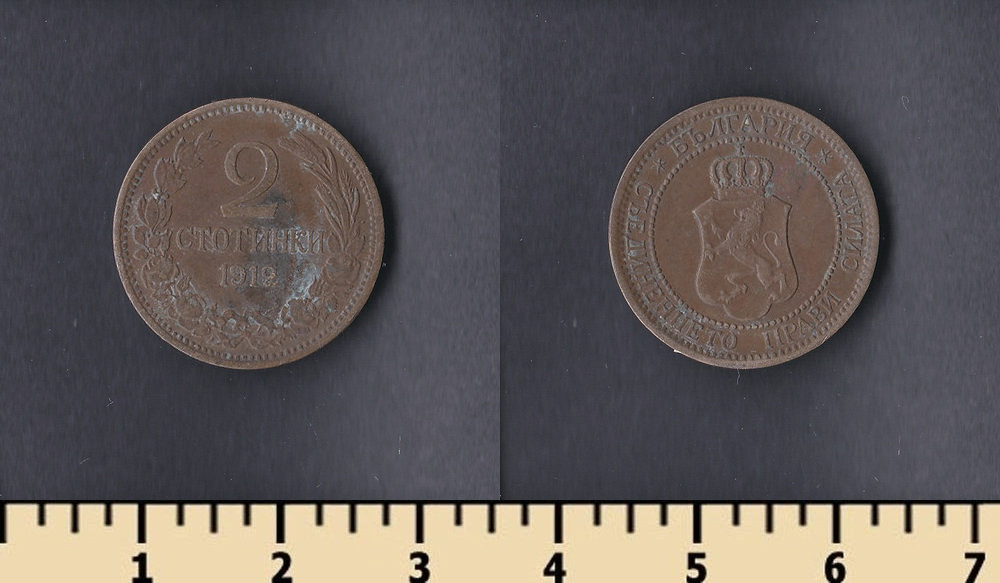 2
СТОТИНКИ
1912
* БЪЛГАРИЯ *
СЪЕДИНЕНИЕТО ПРАВИ СИЛАТА
1 2 3 4 5 6 7